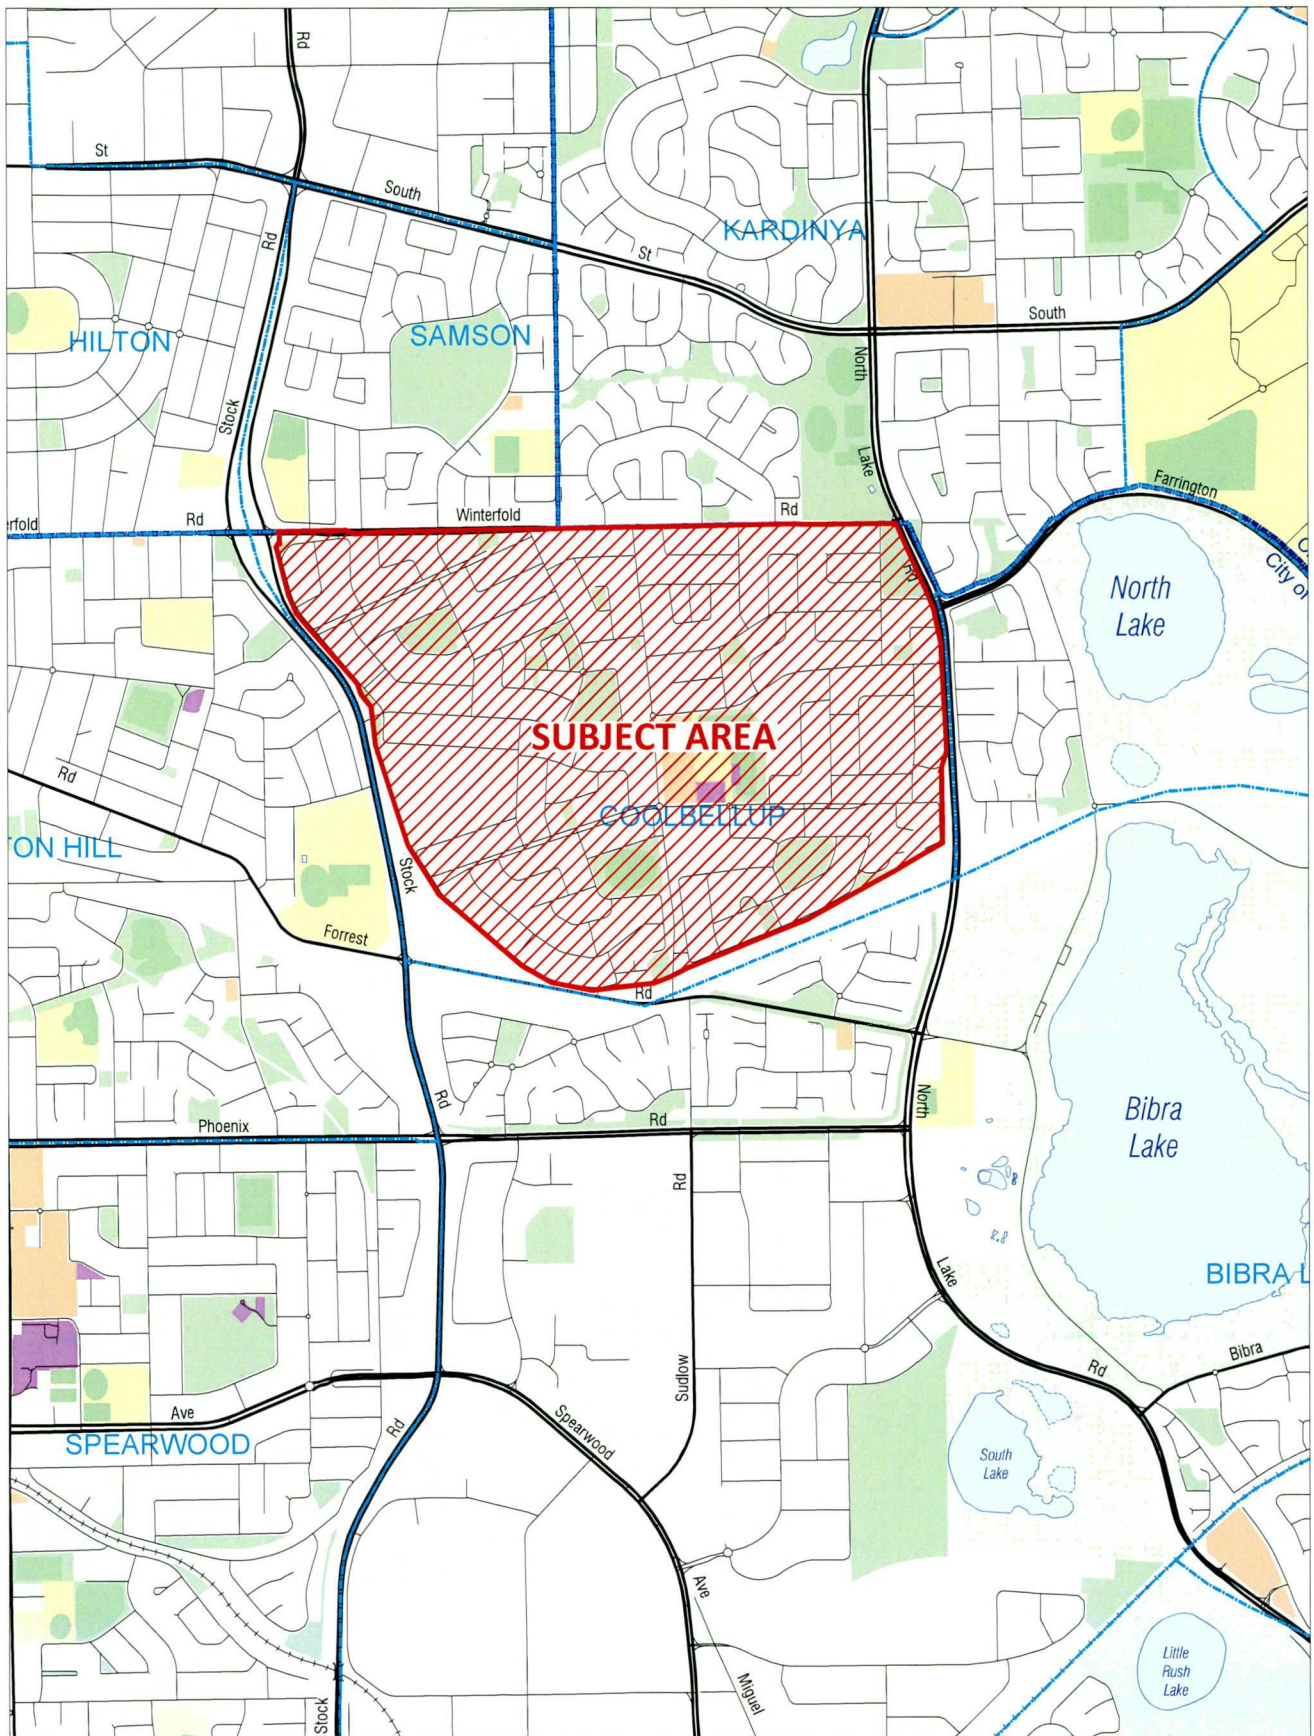 Rd
St
South
Rd
KARDINYA
St
South
HILTON
SAMSON
North
Stock
Lake
Farrington
erfold
Rd
Winterfold
Rd
Rd
City of
North
Lake
SUBJECT AREA
Rd
COOLBELLUP
TON HILL
Stock
Forrest
Rd
North
Rd
Phoenix
Rd
Bibra
Lake
Rd
Lake
BIBRA L
Sudlow
Rd
Bibra
Ave
Rd
Spearwood
SPEARWOOD
South
Lake
Ave
Little
Rush
Lake
Miguel
Stock